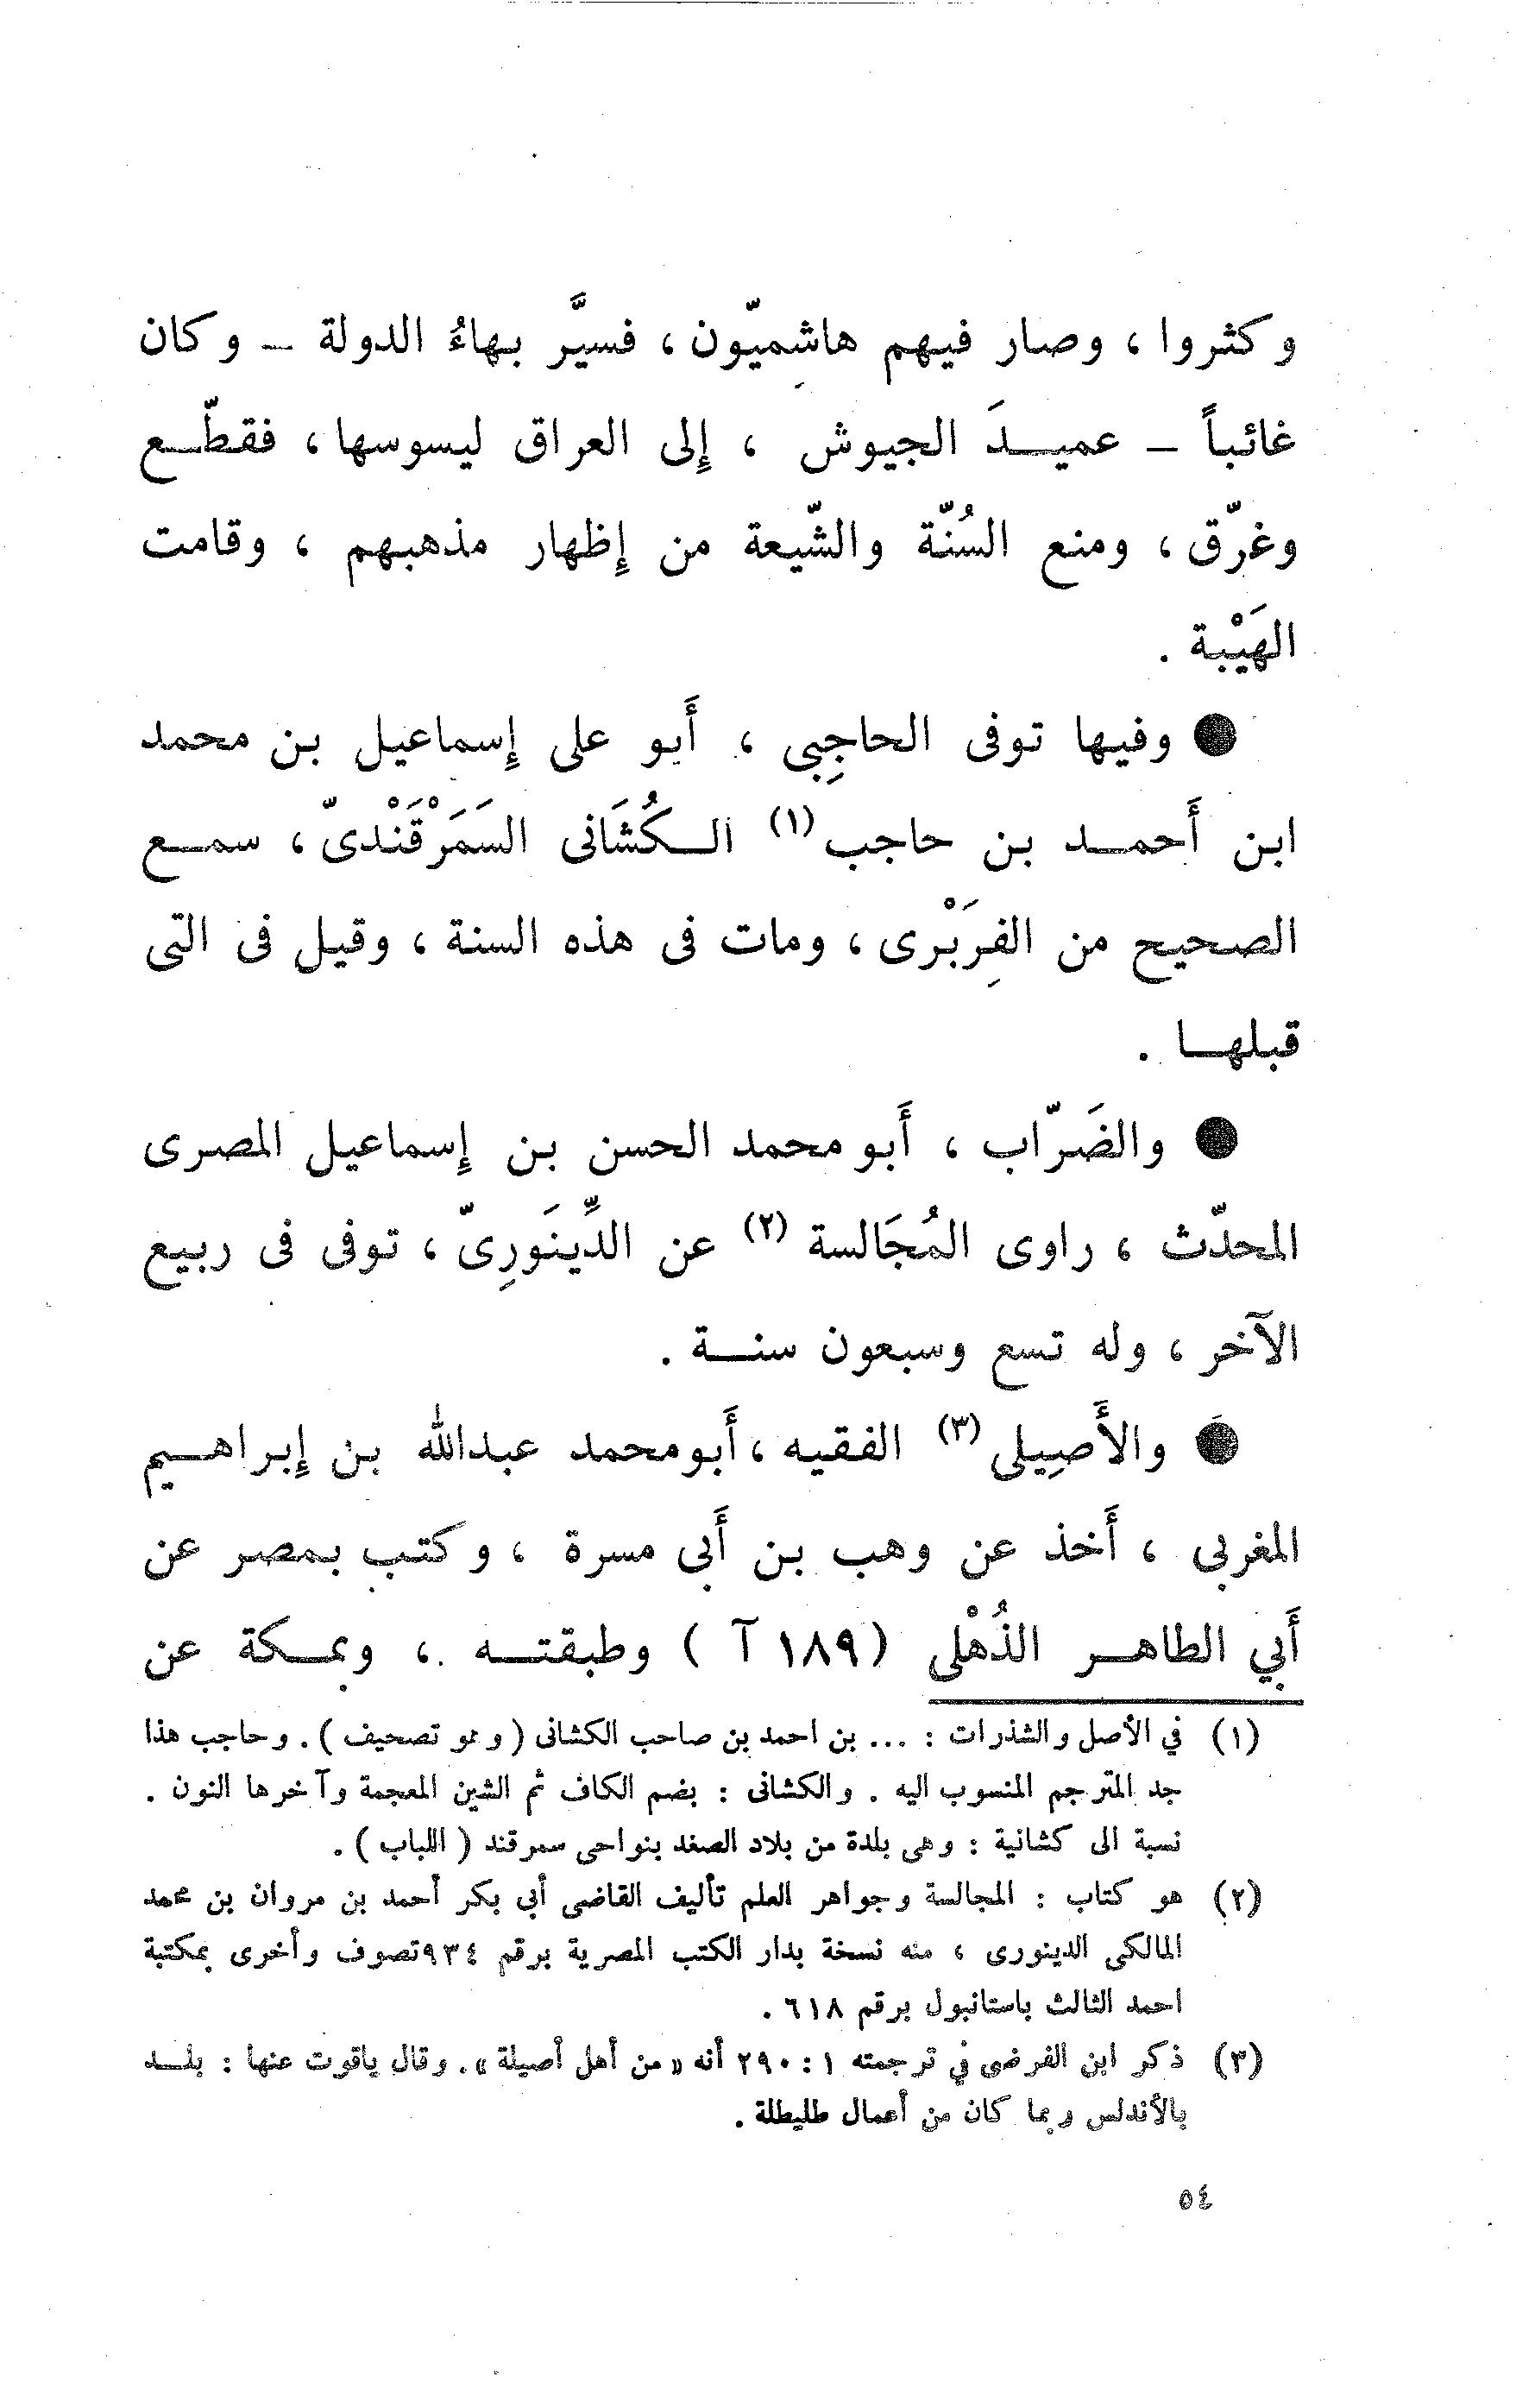 وكثروا ، وصار فيهم هاشِميّون ، فسيَّر بهاءُ الدولة – وكان
غائباً – عميدَ الجيوش ، إلى العراق ليسوسها ، فقطّع
وغرّق ، ومنع السُنّة والشّيعة من إظهار مذهبهم ، وقامت
الهَيْبة .
● وفيها توفى الحاجِبى ، أَبو على إسماعيل بن محمد
ابن أَحمد بن حاجب (١) الكُشَانى السَمَرْقَنْدىّ ، سمع
الصحيح من الفِرَبْرى ، ومات فى هذه السنة ، وقيل فى التى
قبلها .
● والضَرّاب ، أَبو محمد الحسن بن إسماعيل المصرى
المحدّث ، راوى المُجَالسة (٢) عن الدِّينَوِرىّ ، توفى فى ربيع
الآخر ، وله تسع وسبعون سنة .
● والأَصِيلى (٣) الفقيه ، أَبو محمد عبدالله بن إبراهيم
المغربى ، أَخذ عن وهب بن أَبى مسرة ، وكتب بمصر عن
أَبي الطاهر الذُهْلى ( ١٨٩ آ ) وطبقته ، وبمكة عن
(١) في الأصل والشذرات : ... بن احمد بن صاحب الكشانى ( وهو تصحيف ) . وحاجب هذا
جد المترجم المنسوب اليه . والكشانى : بضم الكاف ثم الشين المعجمة وآخرها النون .
نسبة الى كشانية : وهى بلدة من بلاد الصغد بنواحى سمرقند ( اللباب ) .
(٢) هو كتاب : المجالسة وجواهر العلم تأليف القاضى أبي بكر أحمد بن مروان بن محمد
المالكى الدينورى ، منه نسخة بدار الكتب المصرية برقم ٩٣٤ تصوف وأخرى بمكتبة
احمد الثالث باستانبول برقم ٦١٨ .
(٣) ذكر ابن الفرضى في ترجمته ١ : ٢٩٠ أنه « من أهل أصيلة » . وقال ياقوت عنها : بلد
بالأندلس ربما كان من أعمال طليطلة .
٥٤